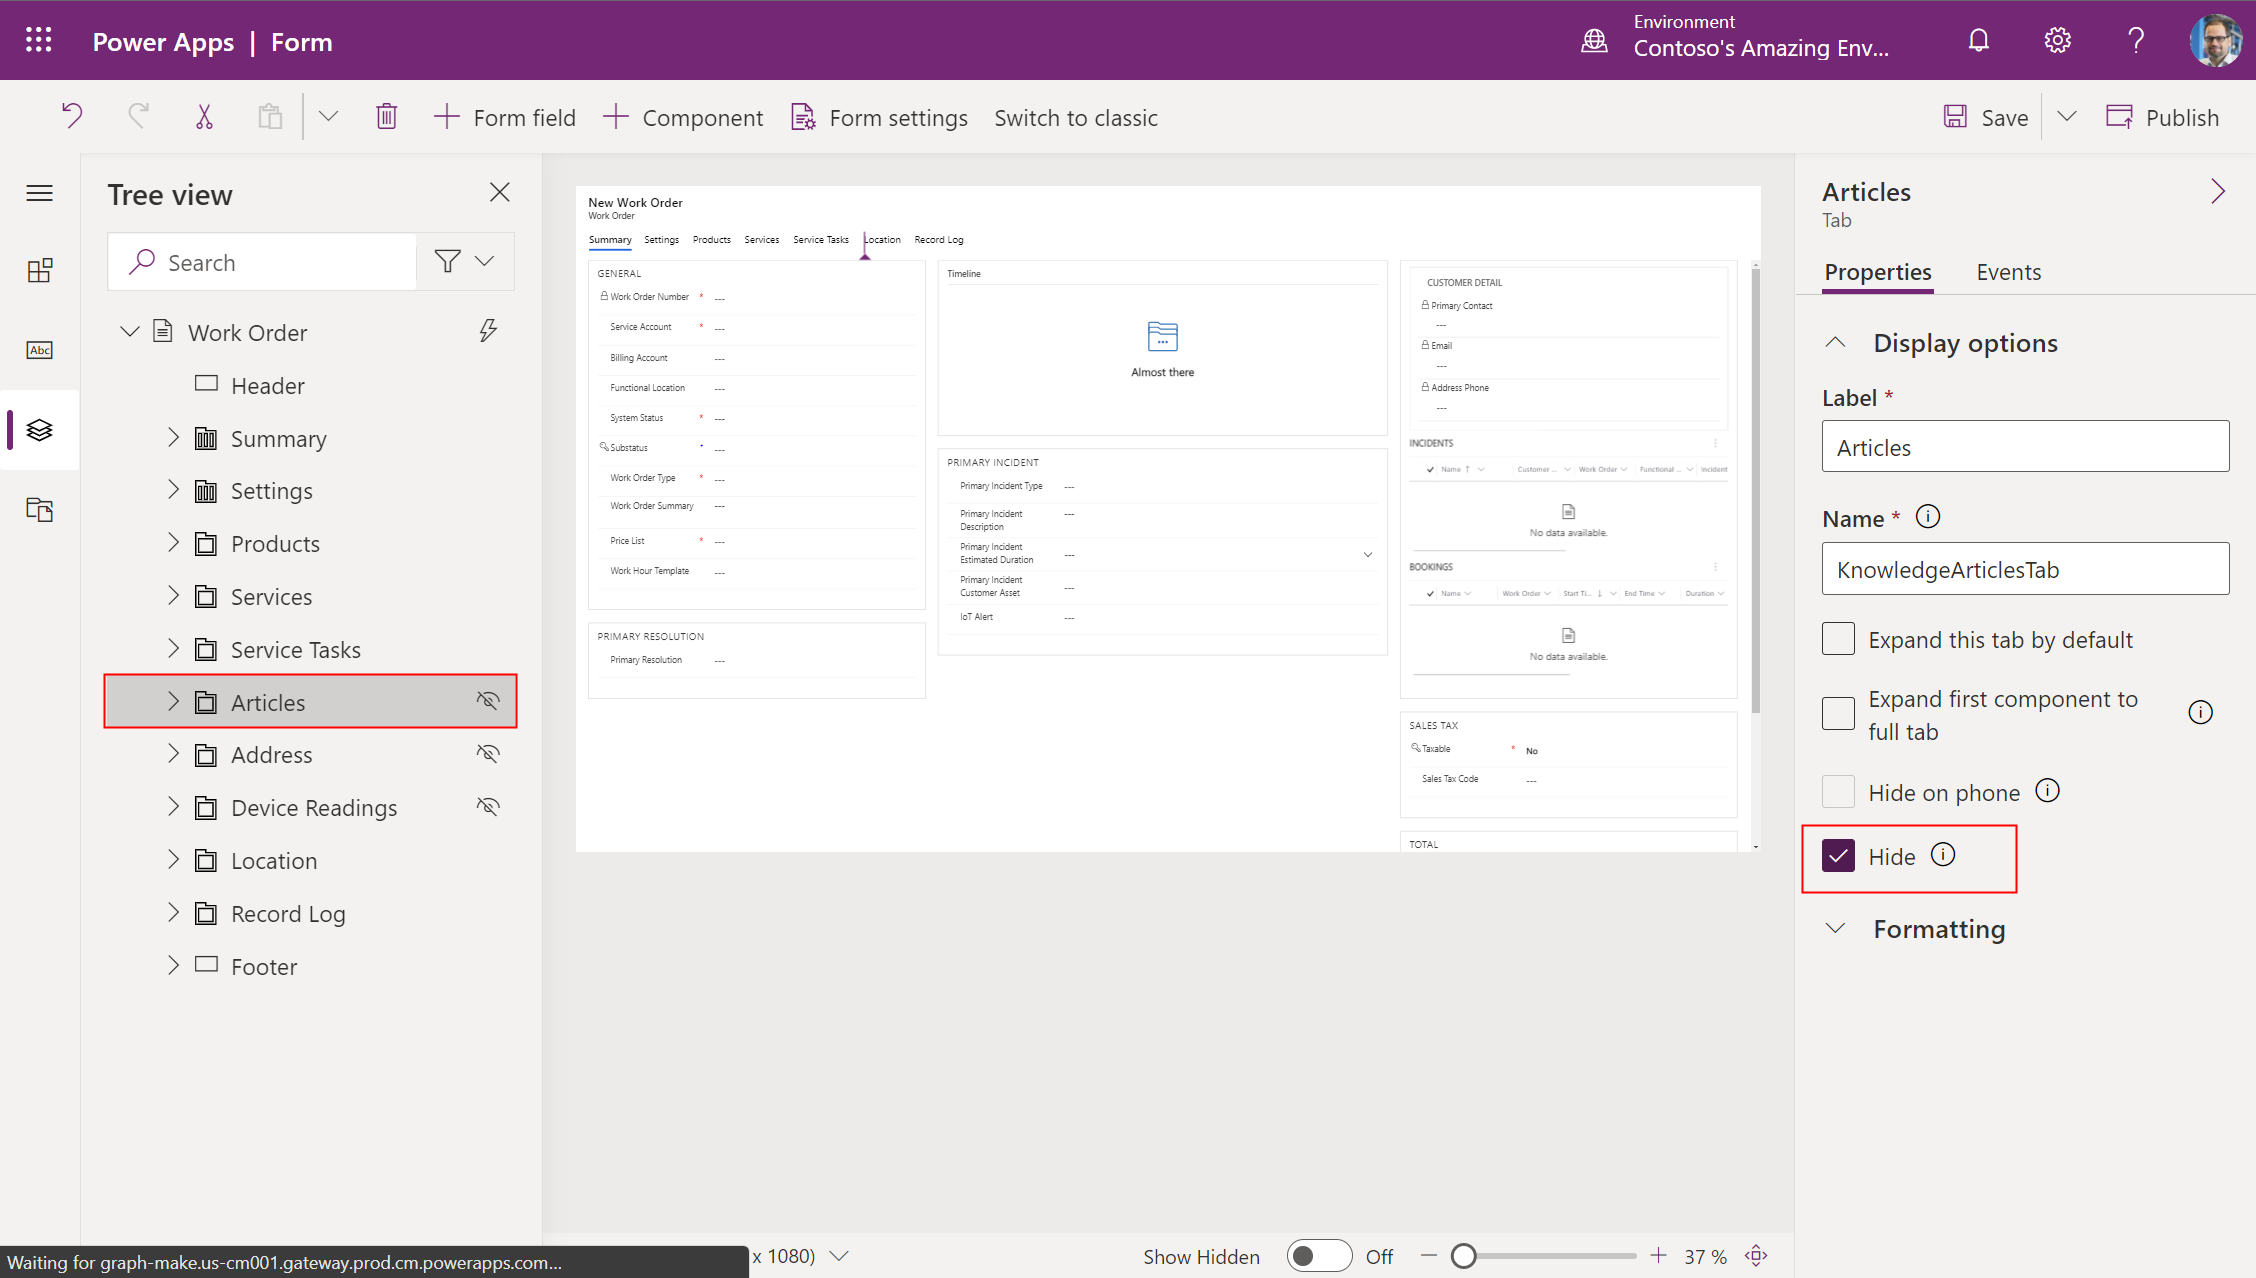 Power Apps | Form
Environment
Contoso's Amazing Env...
Form field
Component
Form settings
Switch to classic
Save
Publish
Tree view
Search
Work Order
Header
Summary
Settings
Products
Services
Service Tasks
Articles
Address
Device Readings
Location
Record Log
Footer
Abc
New Work Order
Work Order
Summary Settings Products Services Service Tasks Location Record Log
GENERAL
Work Order Number * ---
Service Account * ---
Billing Account ---
Functional Location ---
System Status * ---
Substatus * ---
Work Order Type * ---
Work Order Summary ---
Price List * ---
Work Hour Template ---
PRIMARY RESOLUTION
Primary Resolution ---
Timeline
Almost there
PRIMARY INCIDENT
Primary Incident Type ---
Primary Incident
Description ---
Primary Incident
Estimated Duration ---
Primary Incident
Customer Asset ---
IoT Alert ---
CUSTOMER DETAIL
Primary Contact
---
Email
---
Address Phone
---
INCIDENTS
Name Customer ... Work Order Functional ... Incident
No data available.
BOOKINGS
Name Work Order Start Ti... End Time Duration
No data available.
SALES TAX
Taxable * No
Sales Tax Code ---
TOTAL
Articles
Tab
Properties Events
Display options
Label *
Articles
Name *
KnowledgeArticlesTab
Expand this tab by default
Expand first component to
full tab
Hide on phone
Hide
Formatting
Waiting for graph-make.us-cm001.gateway.prod.cm.powerapps.com...
x 1080)
Show Hidden Off
37 %